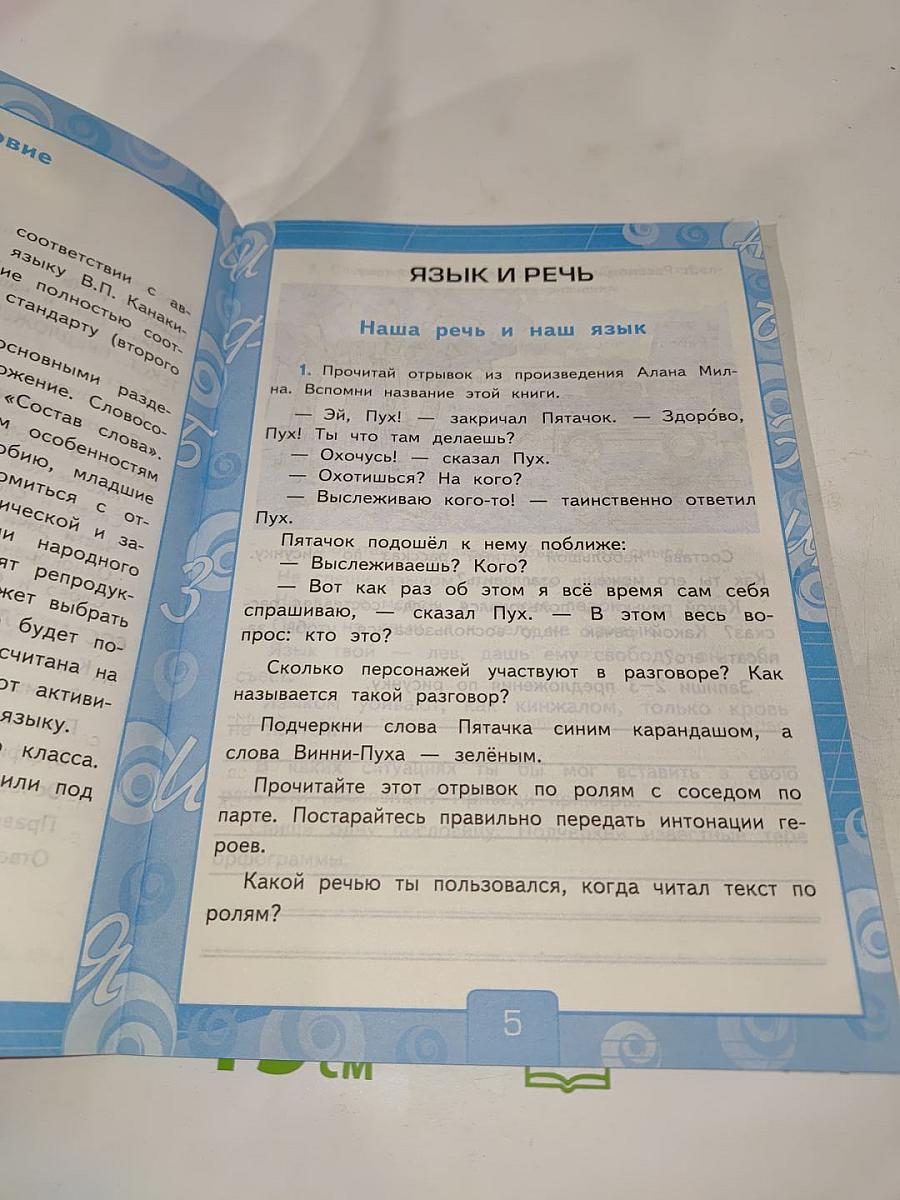 овие
соответствии с ав-
языку В.П. Канаки-
ие полностью соот-
стандарту (второго
основными разде-
ожение. Словосо-
«Состав слова».
м особенностям
обию, младшие
омиться с от-
ической и за-
и народного
ят репродук-
жет выбрать
будет по-
считана на
от активи-
языку.
о класса.
или под
ЯЗЫК И РЕЧЬ
Наша речь и наш язык
1. Прочитай отрывок из произведения Алана Мил-
на. Вспомни название этой книги.
— Эй, Пух! — закричал Пятачок. — Здоро́во,
Пух! Ты что там делаешь?
— Охочусь! — сказал Пух.
— Охотишься? На кого?
— Выслеживаю кого-то! — таинственно ответил
Пух.
Пятачок подошёл к нему поближе:
— Выслеживаешь? Кого?
— Вот как раз об этом я всё время сам себя
спрашиваю, — сказал Пух. — В этом весь во-
прос: кто это?
Сколько персонажей участвуют в разговоре? Как
называется такой разговор?
Подчеркни слова Пятачка синим карандашом, а
слова Винни-Пуха — зелёным.
Прочитайте этот отрывок по ролям с соседом по
парте. Постарайтесь правильно передать интонации ге-
роев.
Какой речью ты пользовался, когда читал текст по
ролям?
5
см